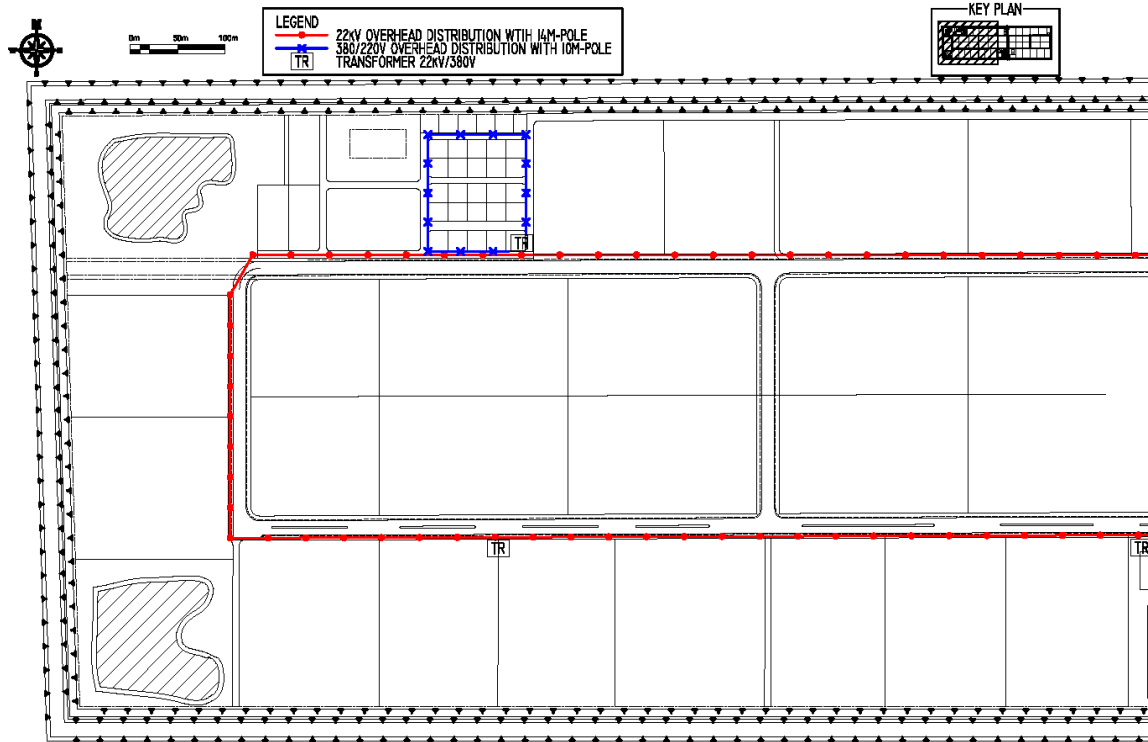 KEY PLAN
LEGEND
22kV OVERHEAD DISTRIBUTION WTIH 14M-POLE
380/220V OVERHEAD DISTRIBUTION WITH 10M-POLE
TR TRANSFORMER 22kV/380V
0m 50m 100m
TR
TR
TR